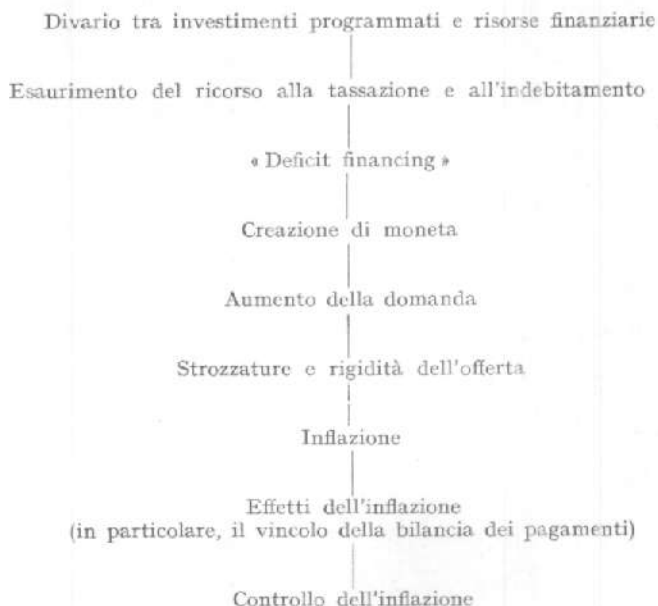 Divario tra investimenti programmati e risorse finanziarie
Esaurimento del ricorso alla tassazione e all'indebitamento
« Deficit financing »
Creazione di moneta
Aumento della domanda
Strozzature e rigidità dell'offerta
Inflazione
Effetti dell'inflazione
(in particolare, il vincolo della bilancia dei pagamenti)
Controllo dell'inflazione